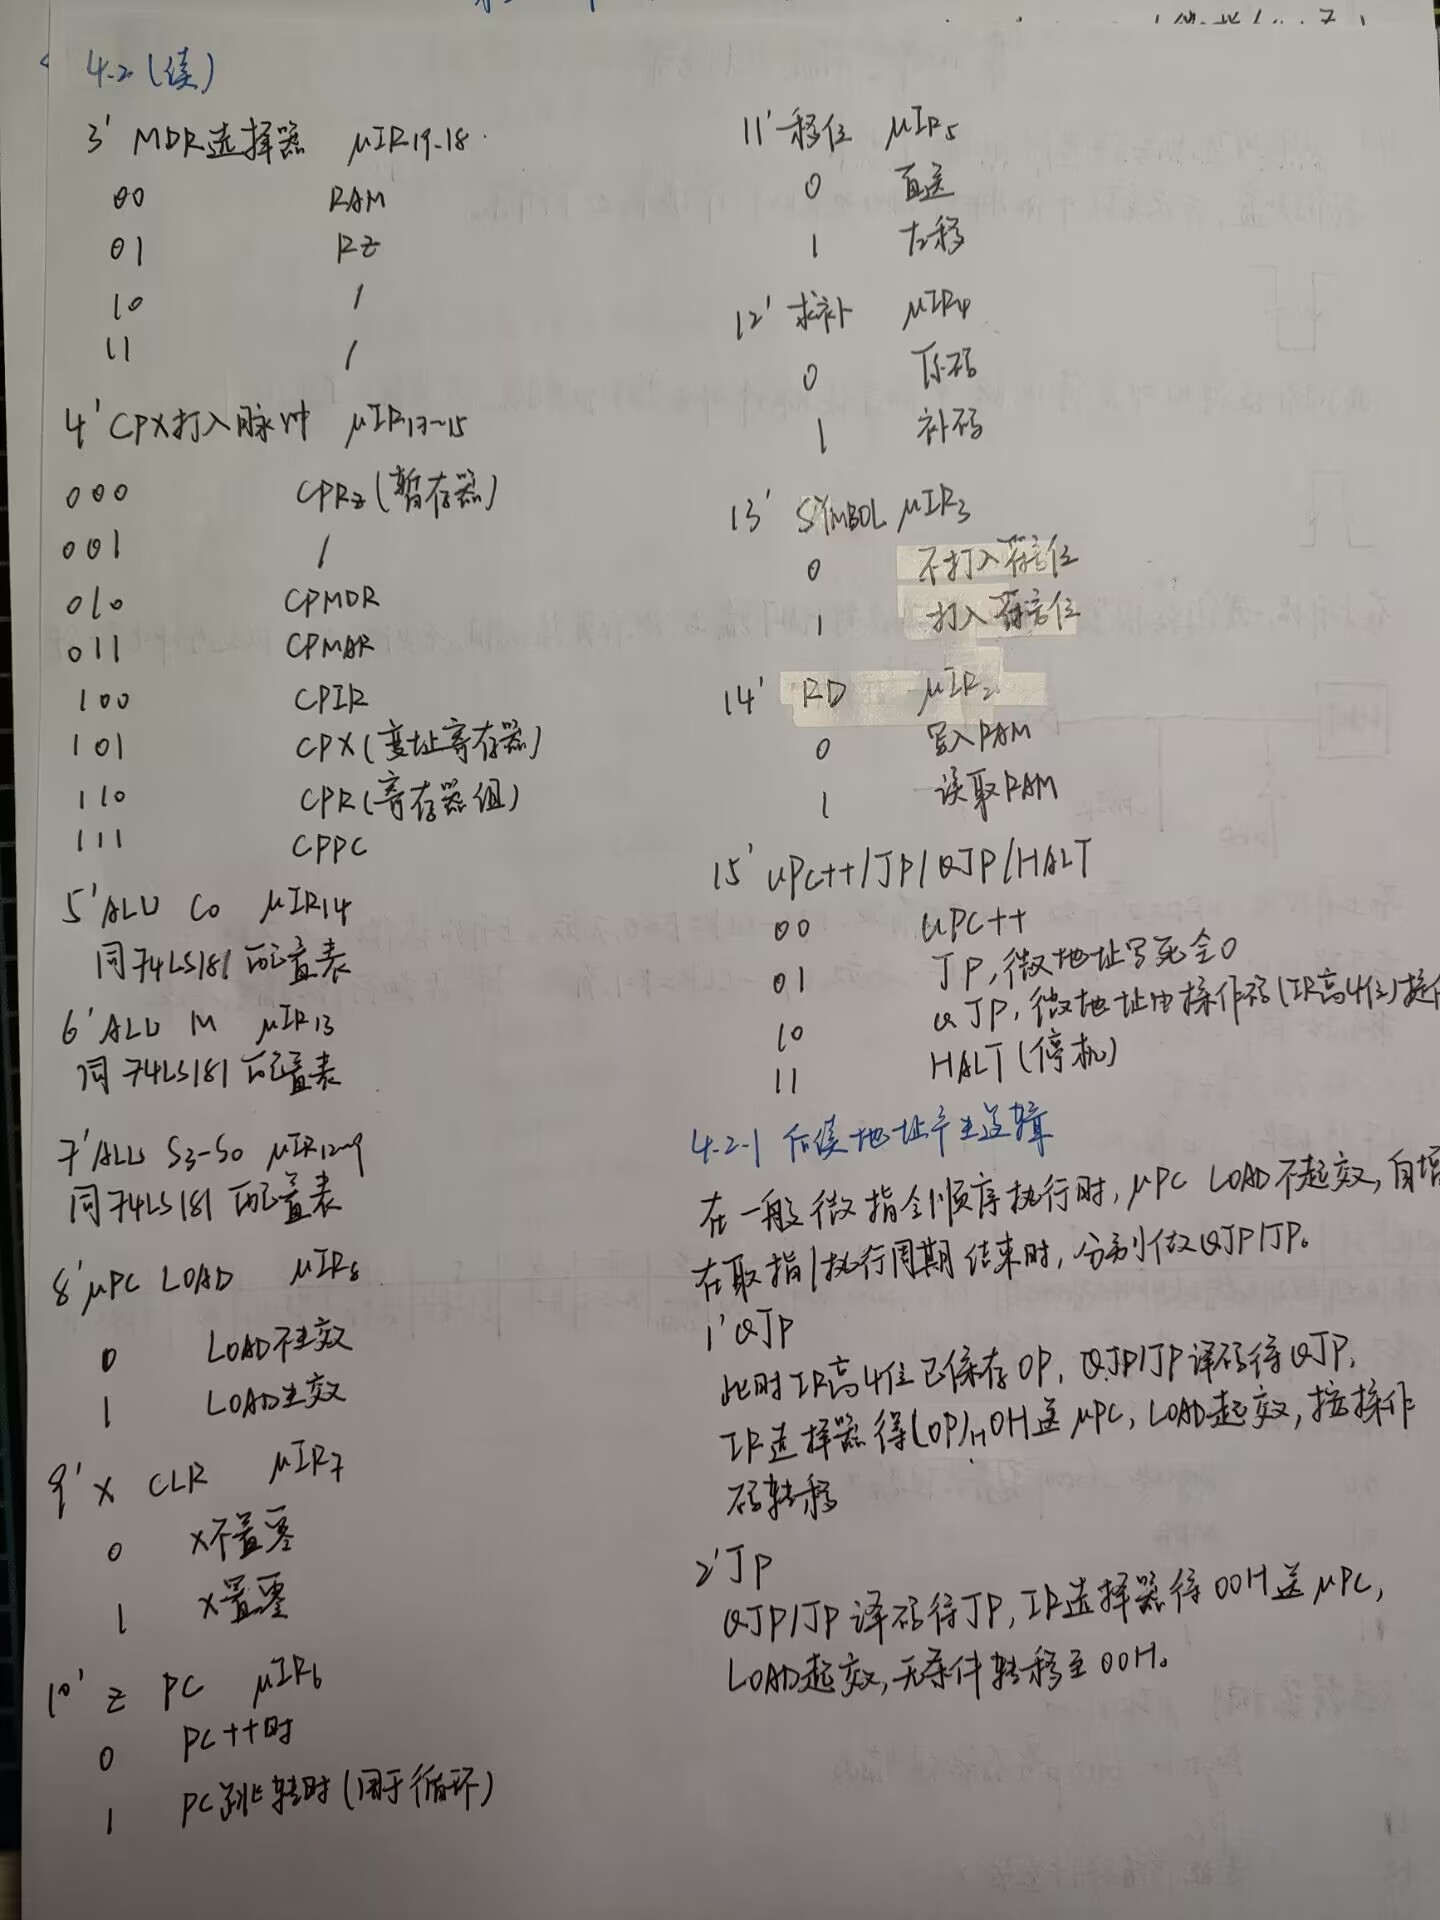 4.2(续)
3' MDR选择器 μIR19-18
00 RAM
01 RZ
10 /
11 /
4' CPX打入脉冲 μIR17~15
000 CPRZ(暂存器)
001 /
010 CPMDR
011 CPMAR
100 CPIR
101 CPX(变址寄存器)
110 CPR(寄存器组)
111 CPPC
5' ALU C0 μIR14
同74LS181配置表
6' ALU M μIR13
同74LS181配置表
7' ALU S3-S0 μIR12~9
同74LS181配置表
8' μPC LOAD μIR8
0 LOAD不生效
1 LOAD生效
9' X CLR μIR7
0 X不置零
1 X置零
10' Z PC μIR6
0 PC++时
1 PC跳转时(用于循环)
11' 移位 μIR5
0 直送
1 左移
12' 求补 μIR4
0 原码
1 补码
13' SYMBOL μIR3
0 不打入符号位
1 打入符号位
14' RD μIR2
0 写入RAM
1 读取RAM
15' μPC++/JP/QJP/HALT
00 μPC++
01 JP,微地址写死全0
10 QJP,微地址由操作码(IR高4位)提
11 HALT(停机)
4.2-1 后续地址产生逻辑
在一般微指令顺序执行时,μPC LOAD不起效,自增
在取指/执行周期结束时,分别做QJP/JP。
1' QJP
此时IR高4位已保存OP,QJP/JP译码得QJP,
IR选择器得(OP)H0H送μPC,LOAD起效,按操作
码转移
2' JP
QJP/JP译码得JP,IR选择器得00H送μPC,
LOAD起效,无条件转移至00H。